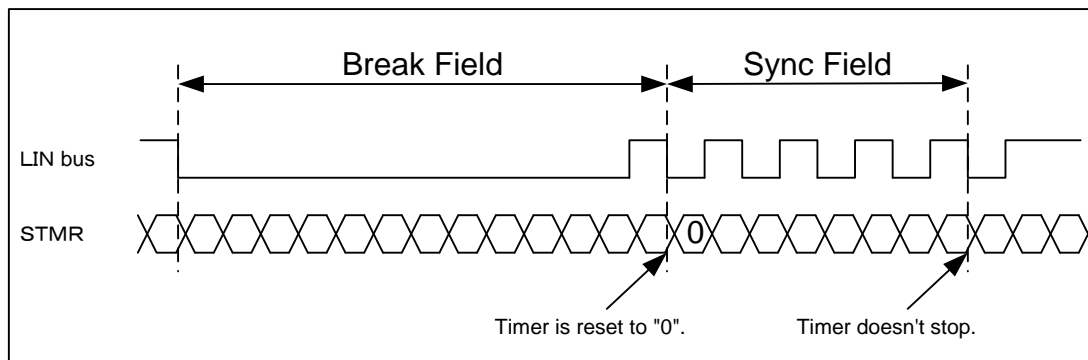 Break Field
Sync Field
LIN bus
STMR
0
Timer is reset to "0".
Timer doesn't stop.